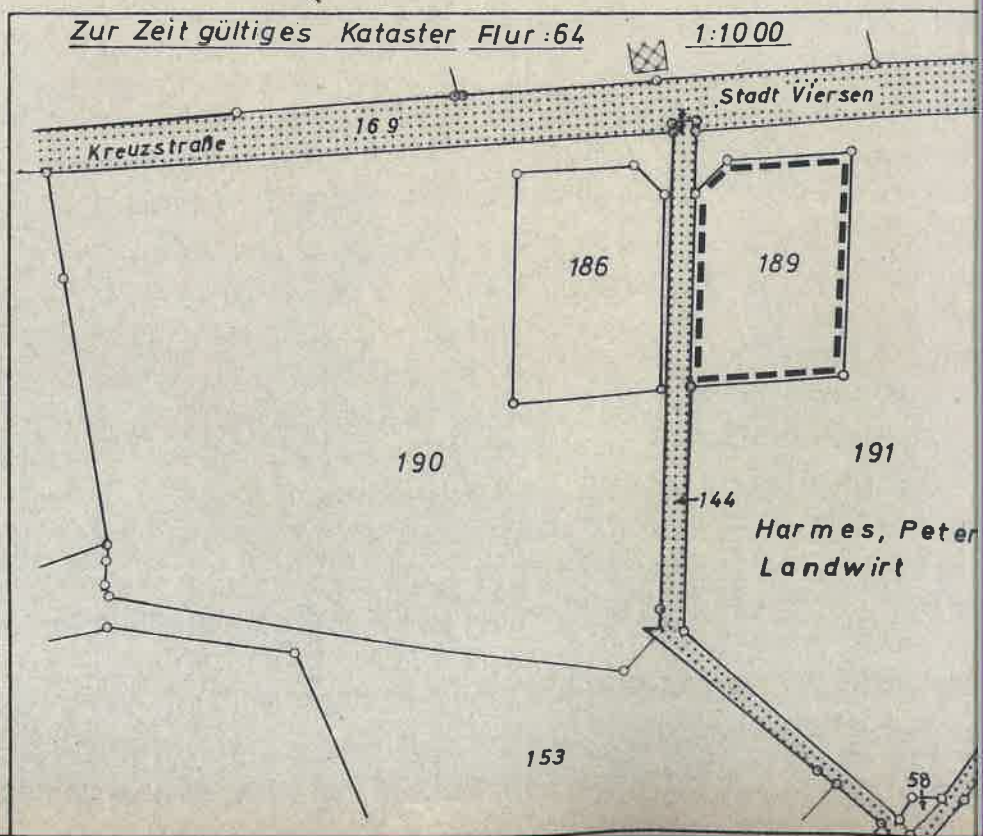 Zur Zeit gültiges Kataster Flur :64 1:1000
Stadt Viersen
169
Kreuzstraße
186
189
190
191
144
Harmes, Peter
Landwirt
153
58